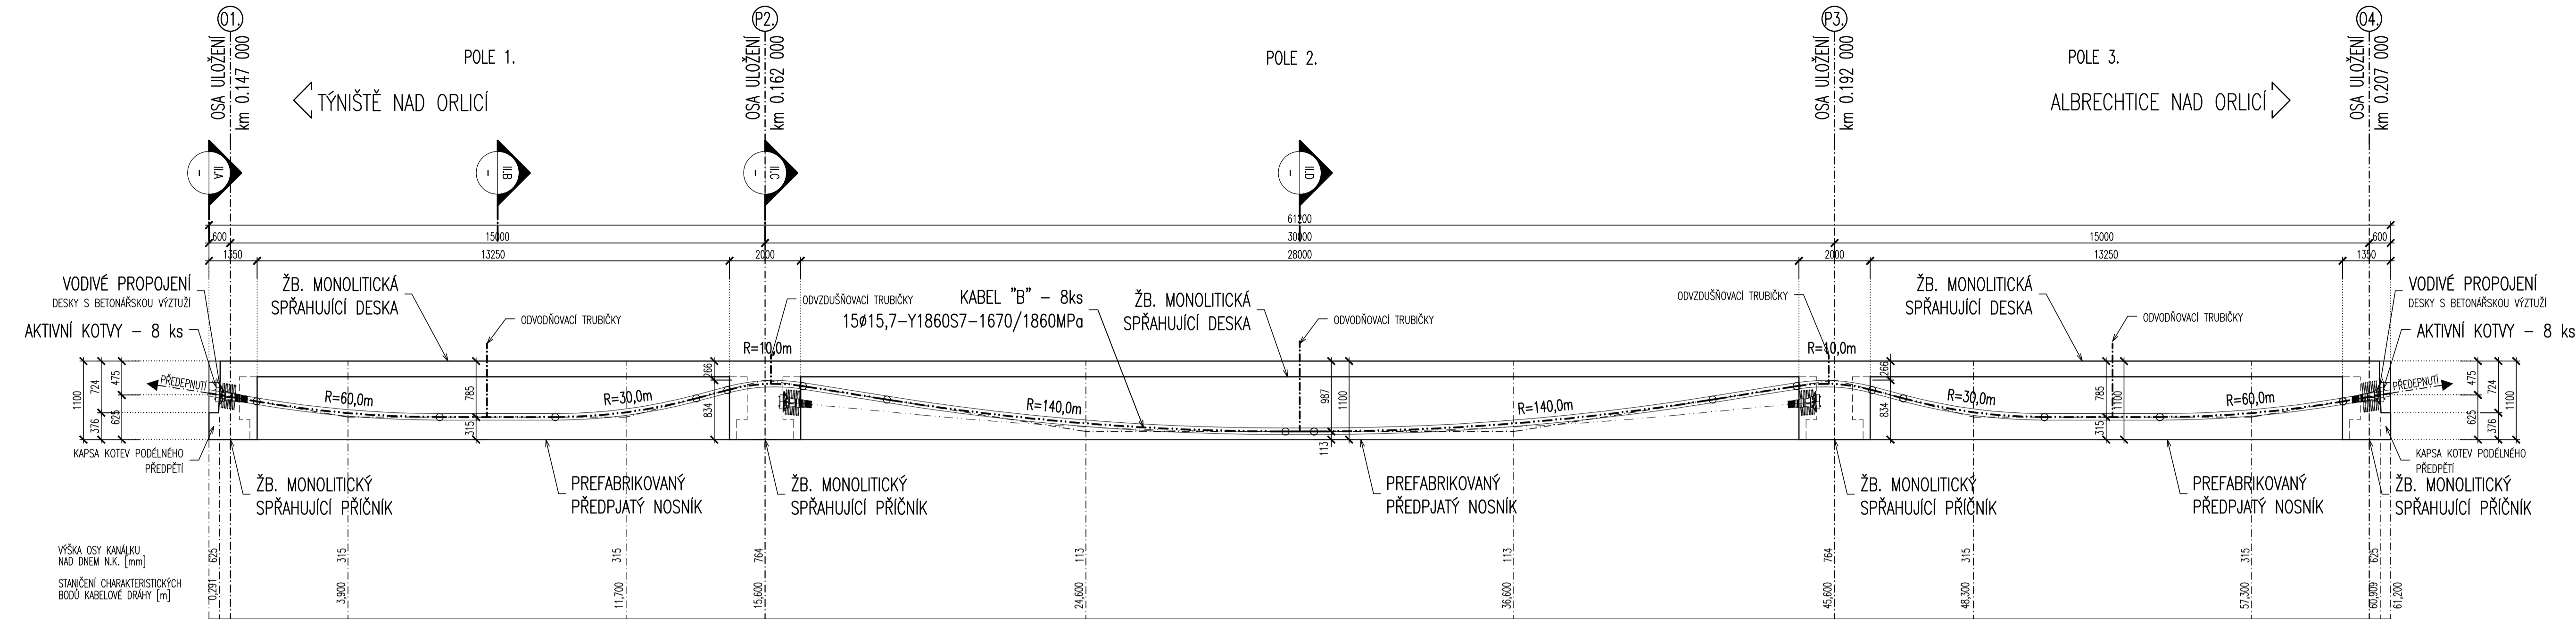 01.
P2.
P3.
04.
OSA ULOŽENÍ
km 0.147 000
POLE 1.
OSA ULOŽENÍ
km 0.162 000
POLE 2.
OSA ULOŽENÍ
km 0.192 000
POLE 3.
OSA ULOŽENÍ
km 0.207 000
TÝNIŠTĚ NAD ORLICÍ
ALBRECHTICE NAD ORLICÍ
- II.A
- II.B
- II.C
- II.D
61200
600
15000
30000
15000
600
1350
13250
2000
28000
2000
13250
1350
VODIVÉ PROPOJENÍ
DESKY S BETONÁŘSKOU VÝZTUŽÍ
AKTIVNÍ KOTVY - 8 ks
ŽB. MONOLITICKÁ
SPŘAHUJÍCÍ DESKA
ODVODŇOVACÍ TRUBIČKY
ODVZDUŠŇOVACÍ TRUBIČKY
KABEL "B" - 8ks
15ø15,7-Y1860S7-1670/1860MPa
ŽB. MONOLITICKÁ
SPŘAHUJÍCÍ DESKA
ODVODŇOVACÍ TRUBIČKY
ODVZDUŠŇOVACÍ TRUBIČKY
ŽB. MONOLITICKÁ
SPŘAHUJÍCÍ DESKA
ODVODŇOVACÍ TRUBIČKY
VODIVÉ PROPOJENÍ
DESKY S BETONÁŘSKOU VÝZTUŽÍ
AKTIVNÍ KOTVY - 8 ks
1100
724
376
475
625
PŘEDEPNUTÍ
R=60,0m
785
315
R=30,0m
266
834
R=10,0m
R=140,0m
987
113
1100
R=140,0m
R=10,0m
266
834
R=30,0m
785
315
1100
R=60,0m
PŘEDEPNUTÍ
475
625
724
376
1100
KAPSA KOTEV PODÉLNÉHO
PŘEDPĚTÍ
ŽB. MONOLITICKÝ
SPŘAHUJÍCÍ PŘÍČNÍK
PREFABRIKOVANÝ
PŘEDPJATÝ NOSNÍK
ŽB. MONOLITICKÝ
SPŘAHUJÍCÍ PŘÍČNÍK
PREFABRIKOVANÝ
PŘEDPJATÝ NOSNÍK
ŽB. MONOLITICKÝ
SPŘAHUJÍCÍ PŘÍČNÍK
PREFABRIKOVANÝ
PŘEDPJATÝ NOSNÍK
KAPSA KOTEV PODÉLNÉHO
PŘEDPĚTÍ
ŽB. MONOLITICKÝ
SPŘAHUJÍCÍ PŘÍČNÍK
VÝŠKA OSY KANÁLKU
NAD DNEM N.K. [mm]
625
315
315
764
113
113
764
315
315
625
STANIČENÍ CHARAKTERISTICKÝCH
BODŮ KABELOVÉ DRÁHY [m]
0,291
3,900
11,700
15,600
24,600
36,600
45,600
48,300
57,300
60,909
61,200